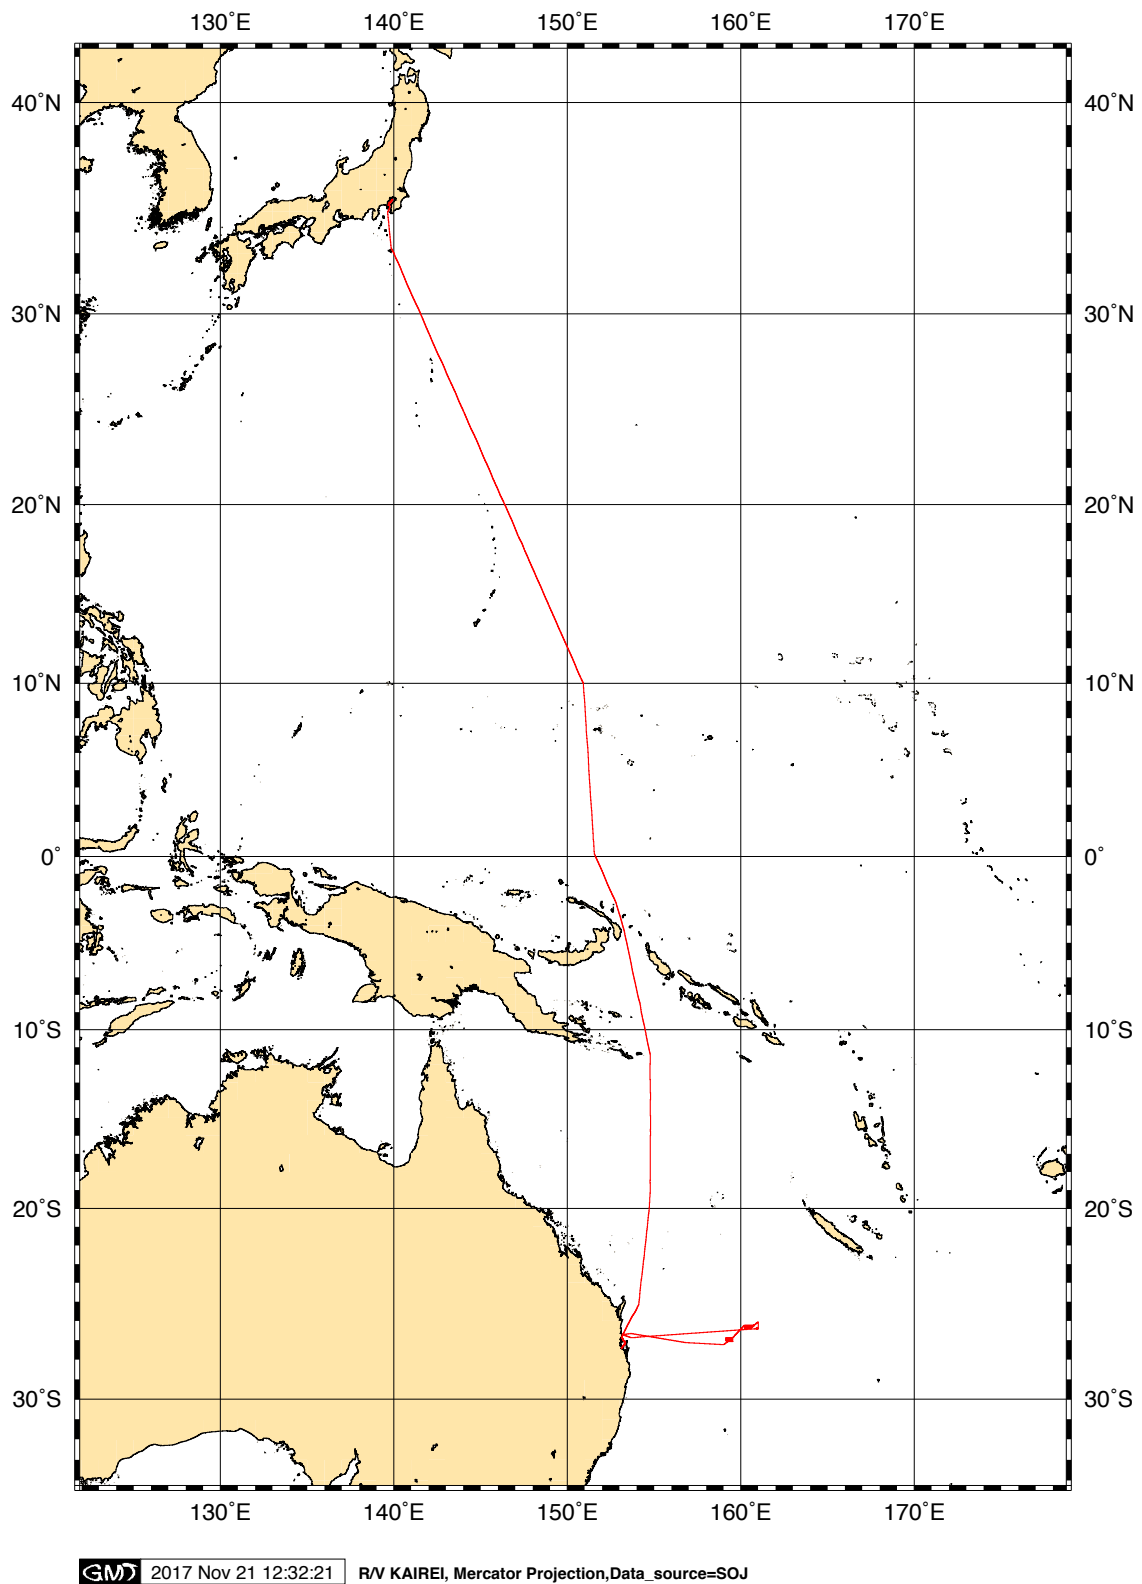 130˚E 140˚E 150˚E 160˚E 170˚E
40˚N 40˚N
30˚N 30˚N
20˚N 20˚N
10˚N 10˚N
0˚ 0˚
10˚S 10˚S
20˚S 20˚S
30˚S 30˚S
130˚E 140˚E 150˚E 160˚E 170˚E
GMT 2017 Nov 21 12:32:21 R/V KAIREI, Mercator Projection,Data_source=SOJ